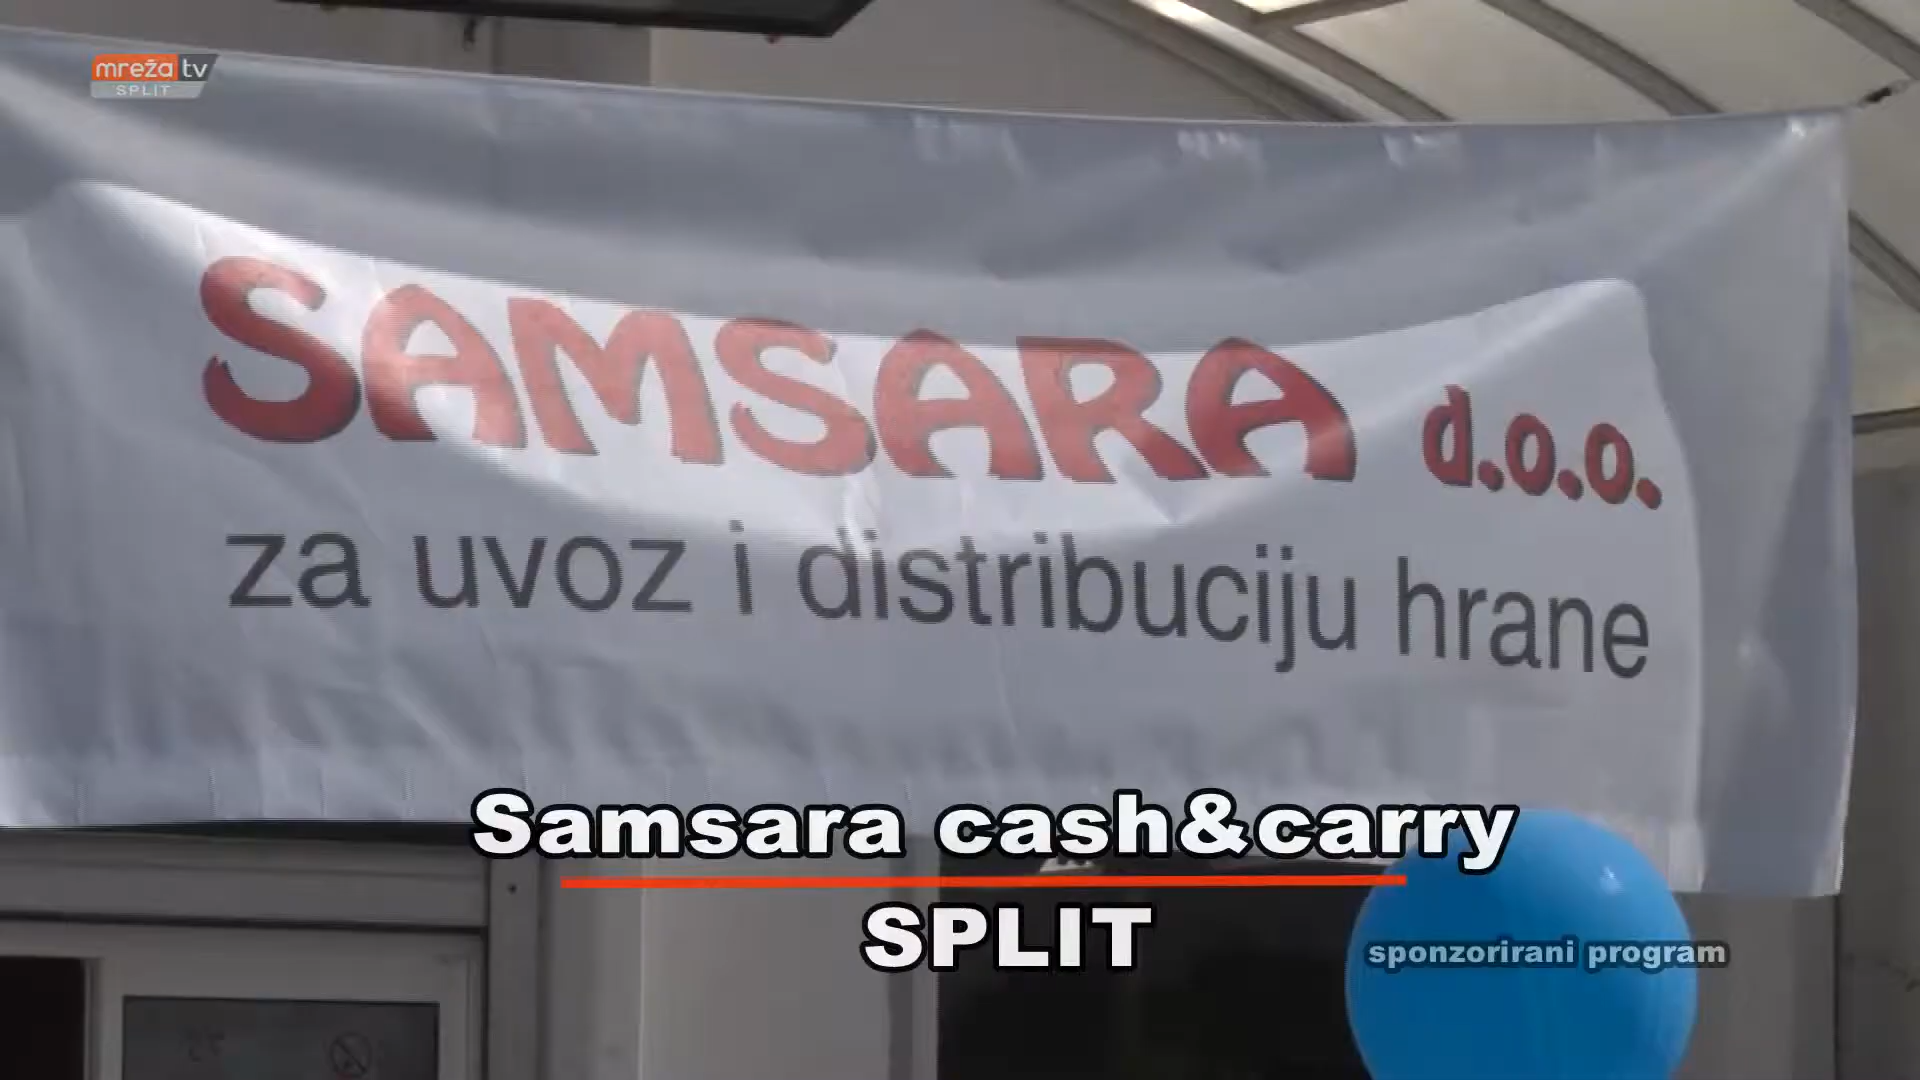 mreža tv
SPLIT
SAMSARA d.o.o.
za uvoz i distribuciju hrane
Samsara cash&carry
SPLIT
sponzorirani program